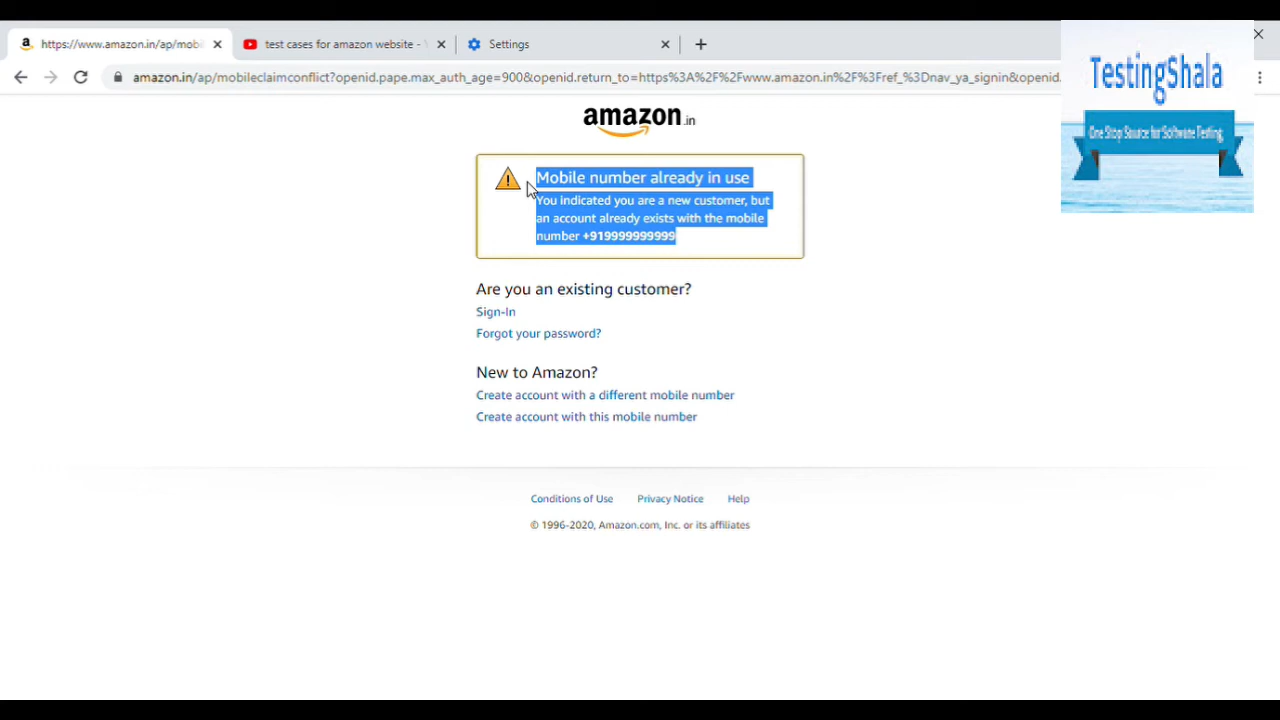 https://www.amazon.in/ap/mobi
test cases for amazon website -
Settings
amazon.in/ap/mobileclaimconflict?openid.pape.max_auth_age=900&openid.return_to=https%3A%2F%2Fwww.amazon.in%2F%3Fref_%3Dnav_ya_signin&openid.
TestingShala
One Stop Source for Software Testing
amazon.in
Mobile number already in use
You indicated you are a new customer, but
an account already exists with the mobile
number +919999999999
Are you an existing customer?
Sign-In
Forgot your password?
New to Amazon?
Create account with a different mobile number
Create account with this mobile number
Conditions of Use Privacy Notice Help
© 1996-2020, Amazon.com, Inc. or its affiliates